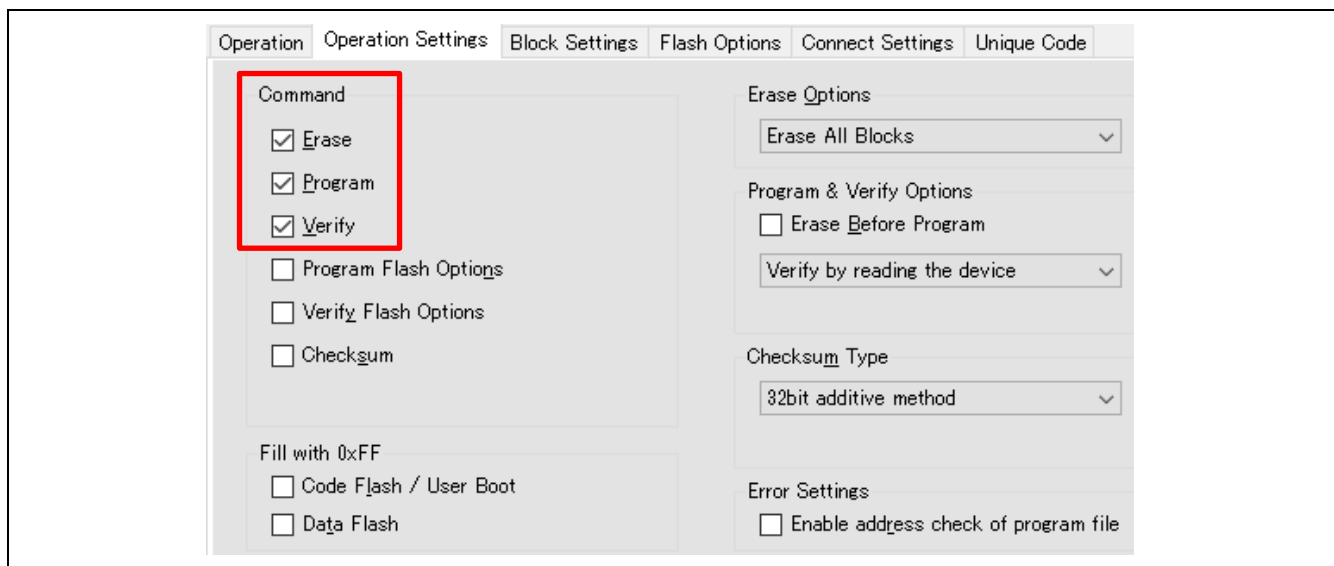 Operation Operation Settings Block Settings Flash Options Connect Settings Unique Code
Command
Erase
Program
Verify
Program Flash Options
Verify Flash Options
Checksum
Fill with 0xFF
Code Flash / User Boot
Data Flash
Erase Options
Erase All Blocks
Program & Verify Options
Erase Before Program
Verify by reading the device
Checksum Type
32bit additive method
Error Settings
Enable address check of program file